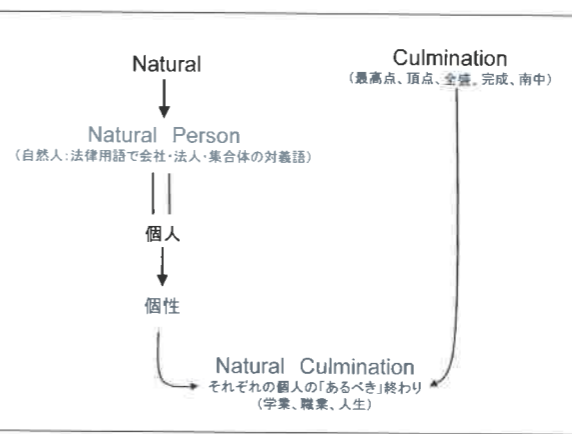 Natural
Culmination
（最高点、頂点、全盛、完成、南中）
Natural Person
（自然人：法律用語で会社・法人・集合体の対義語）
個人
個性
Natural Culmination
それぞれの個人の「あるべき」終わり
（学業、職業、人生）